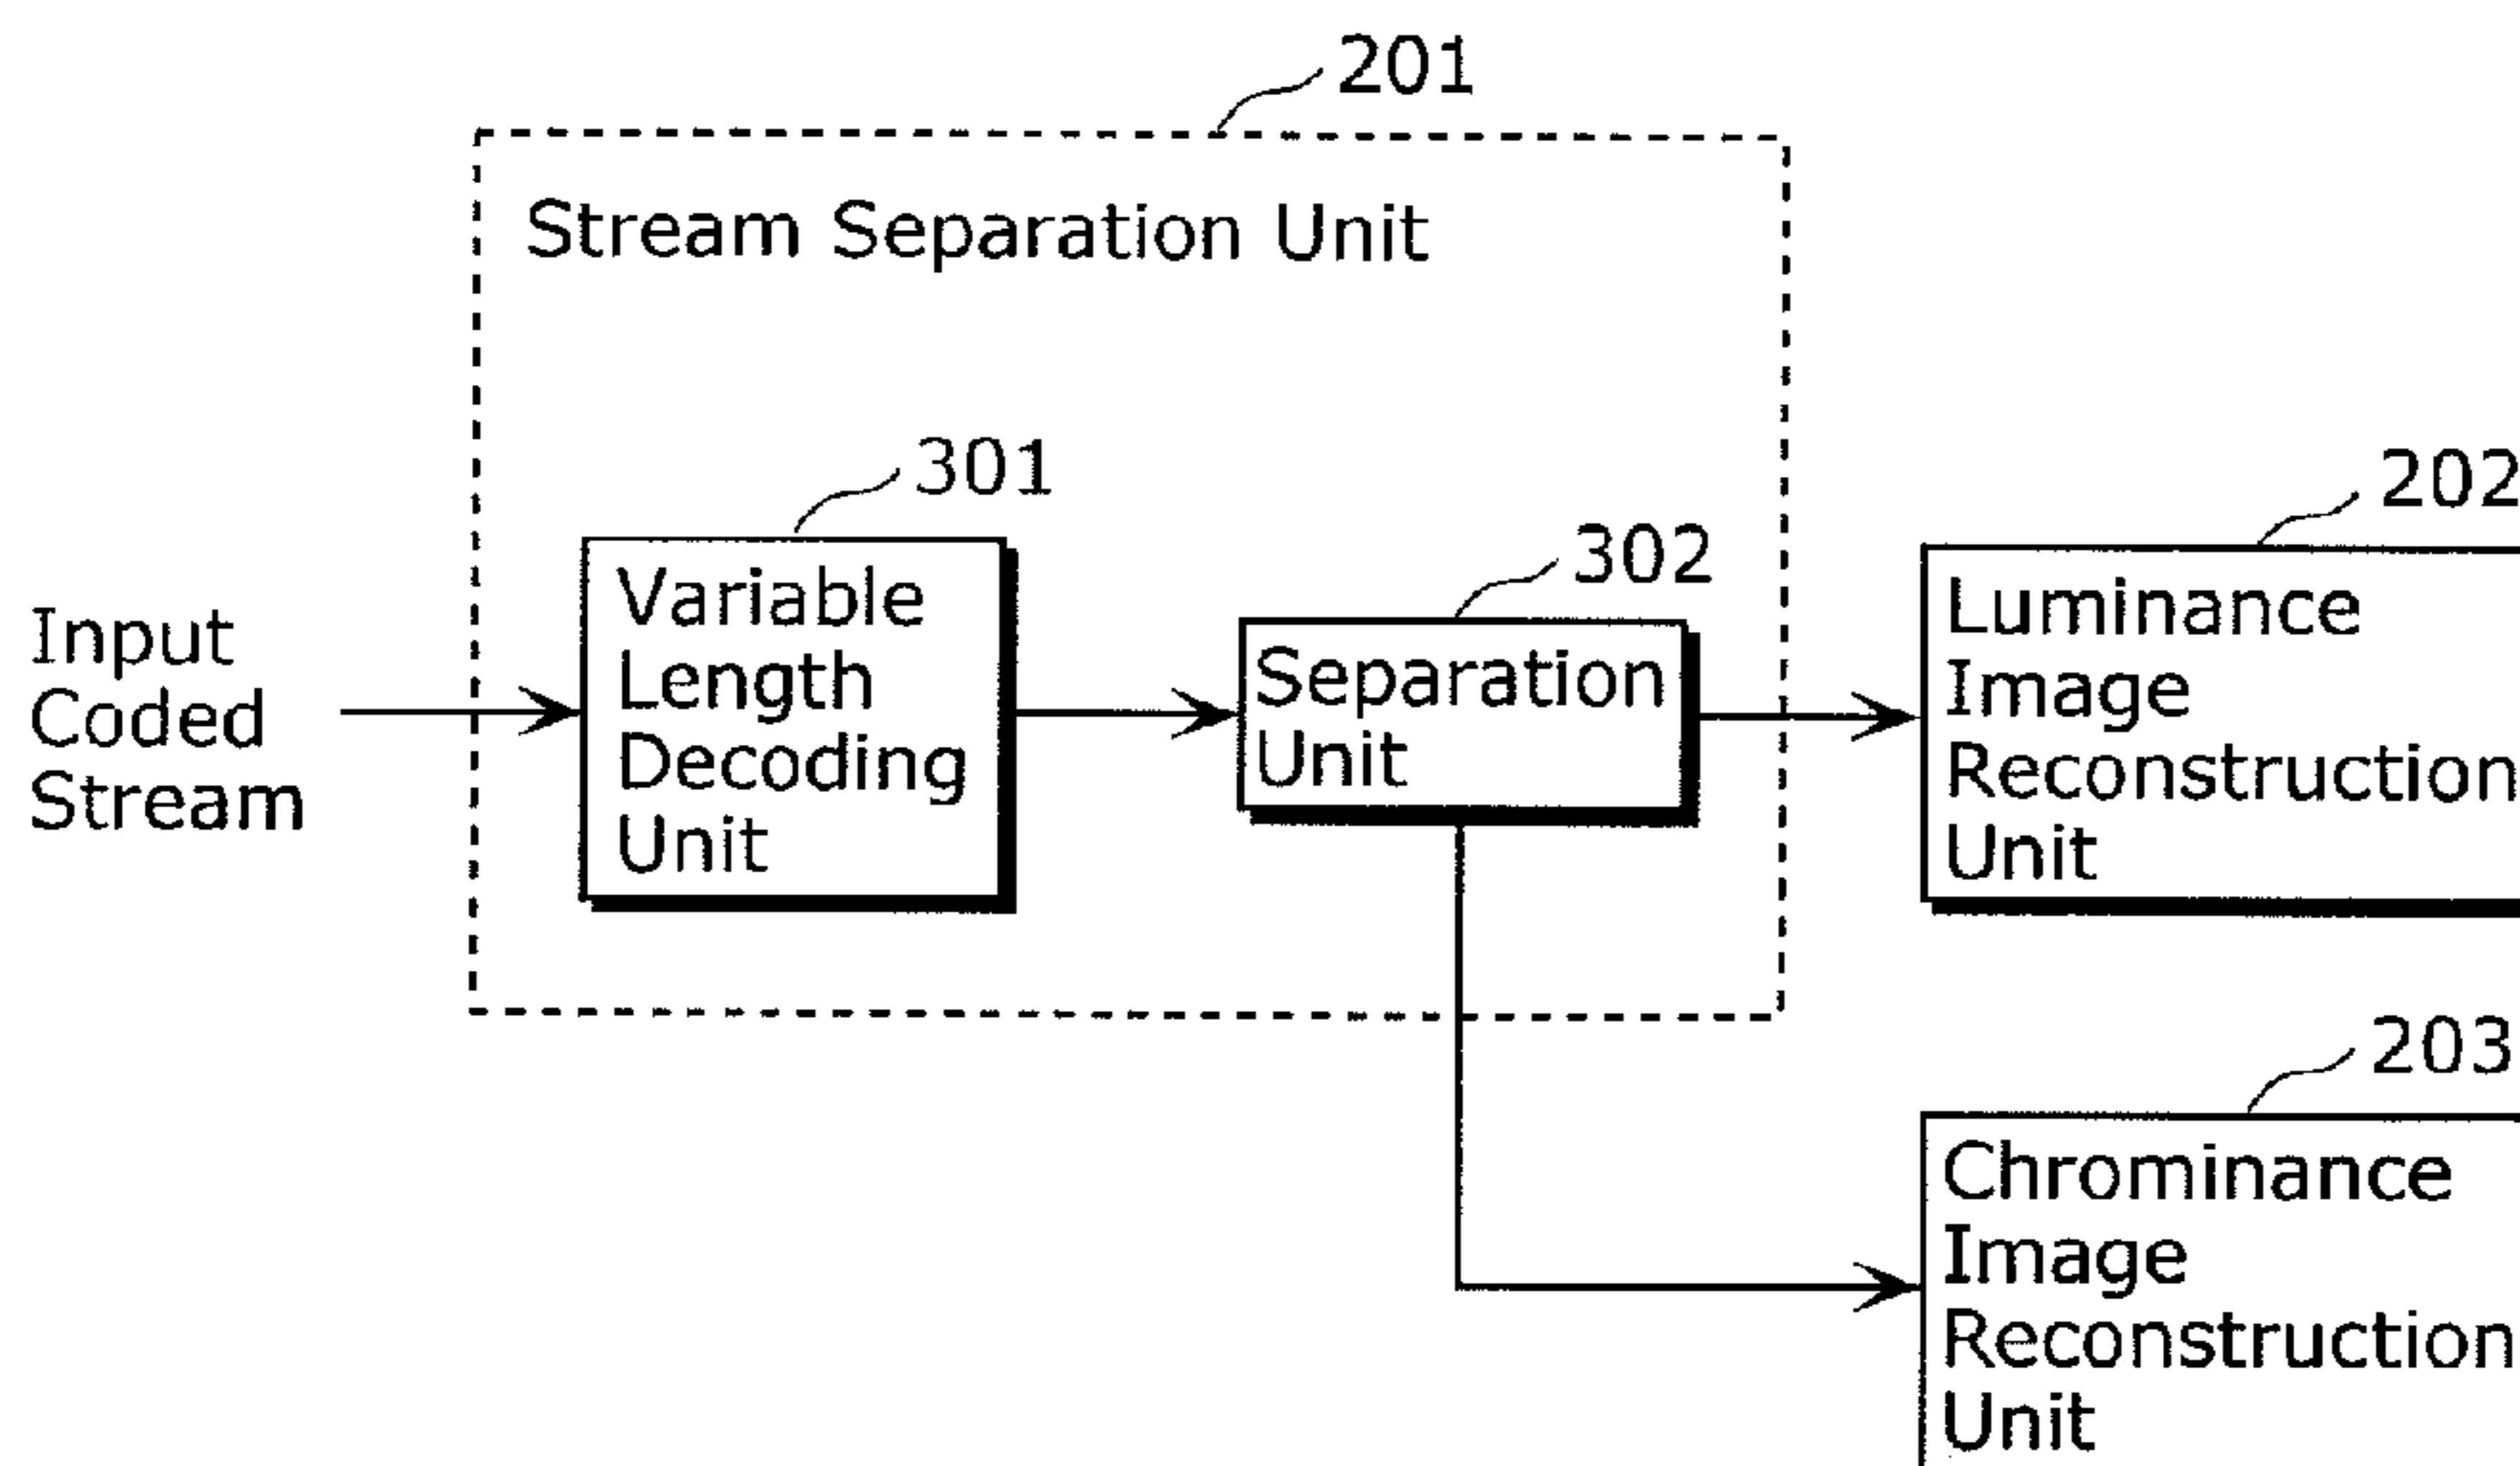 201
Stream Separation Unit
301
Variable
Length
Decoding
Unit
302
Separation
Unit
Input
Coded
Stream
202
Luminance
Image
Reconstruction
Unit
203
Chrominance
Image
Reconstruction
Unit